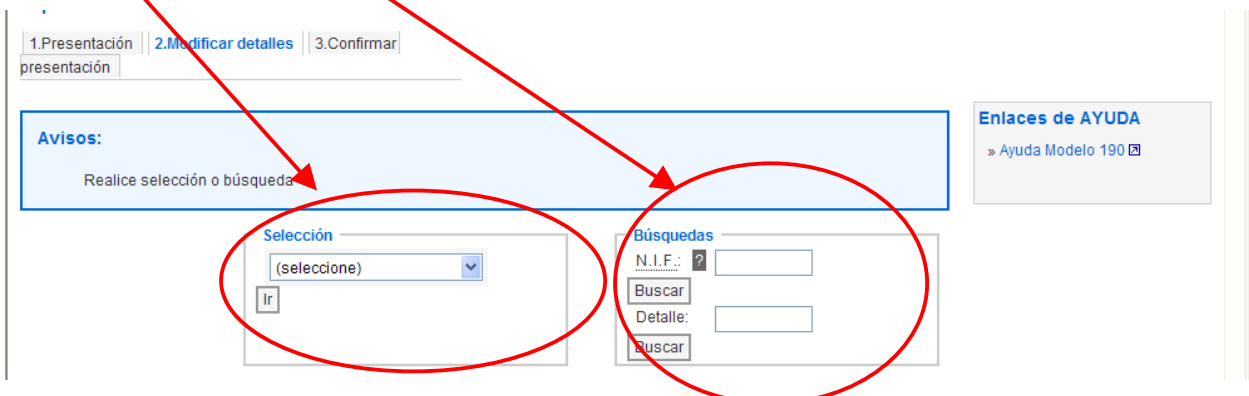 1.Presentación 2.Modificar detalles 3.Confirmar
presentación
Avisos:
Realice selección o búsqueda
Enlaces de AYUDA
» Ayuda Modelo 190
Selección
(seleccione)
Ir
Búsquedas
N.I.F.: ?
Buscar
Detalle:
Buscar